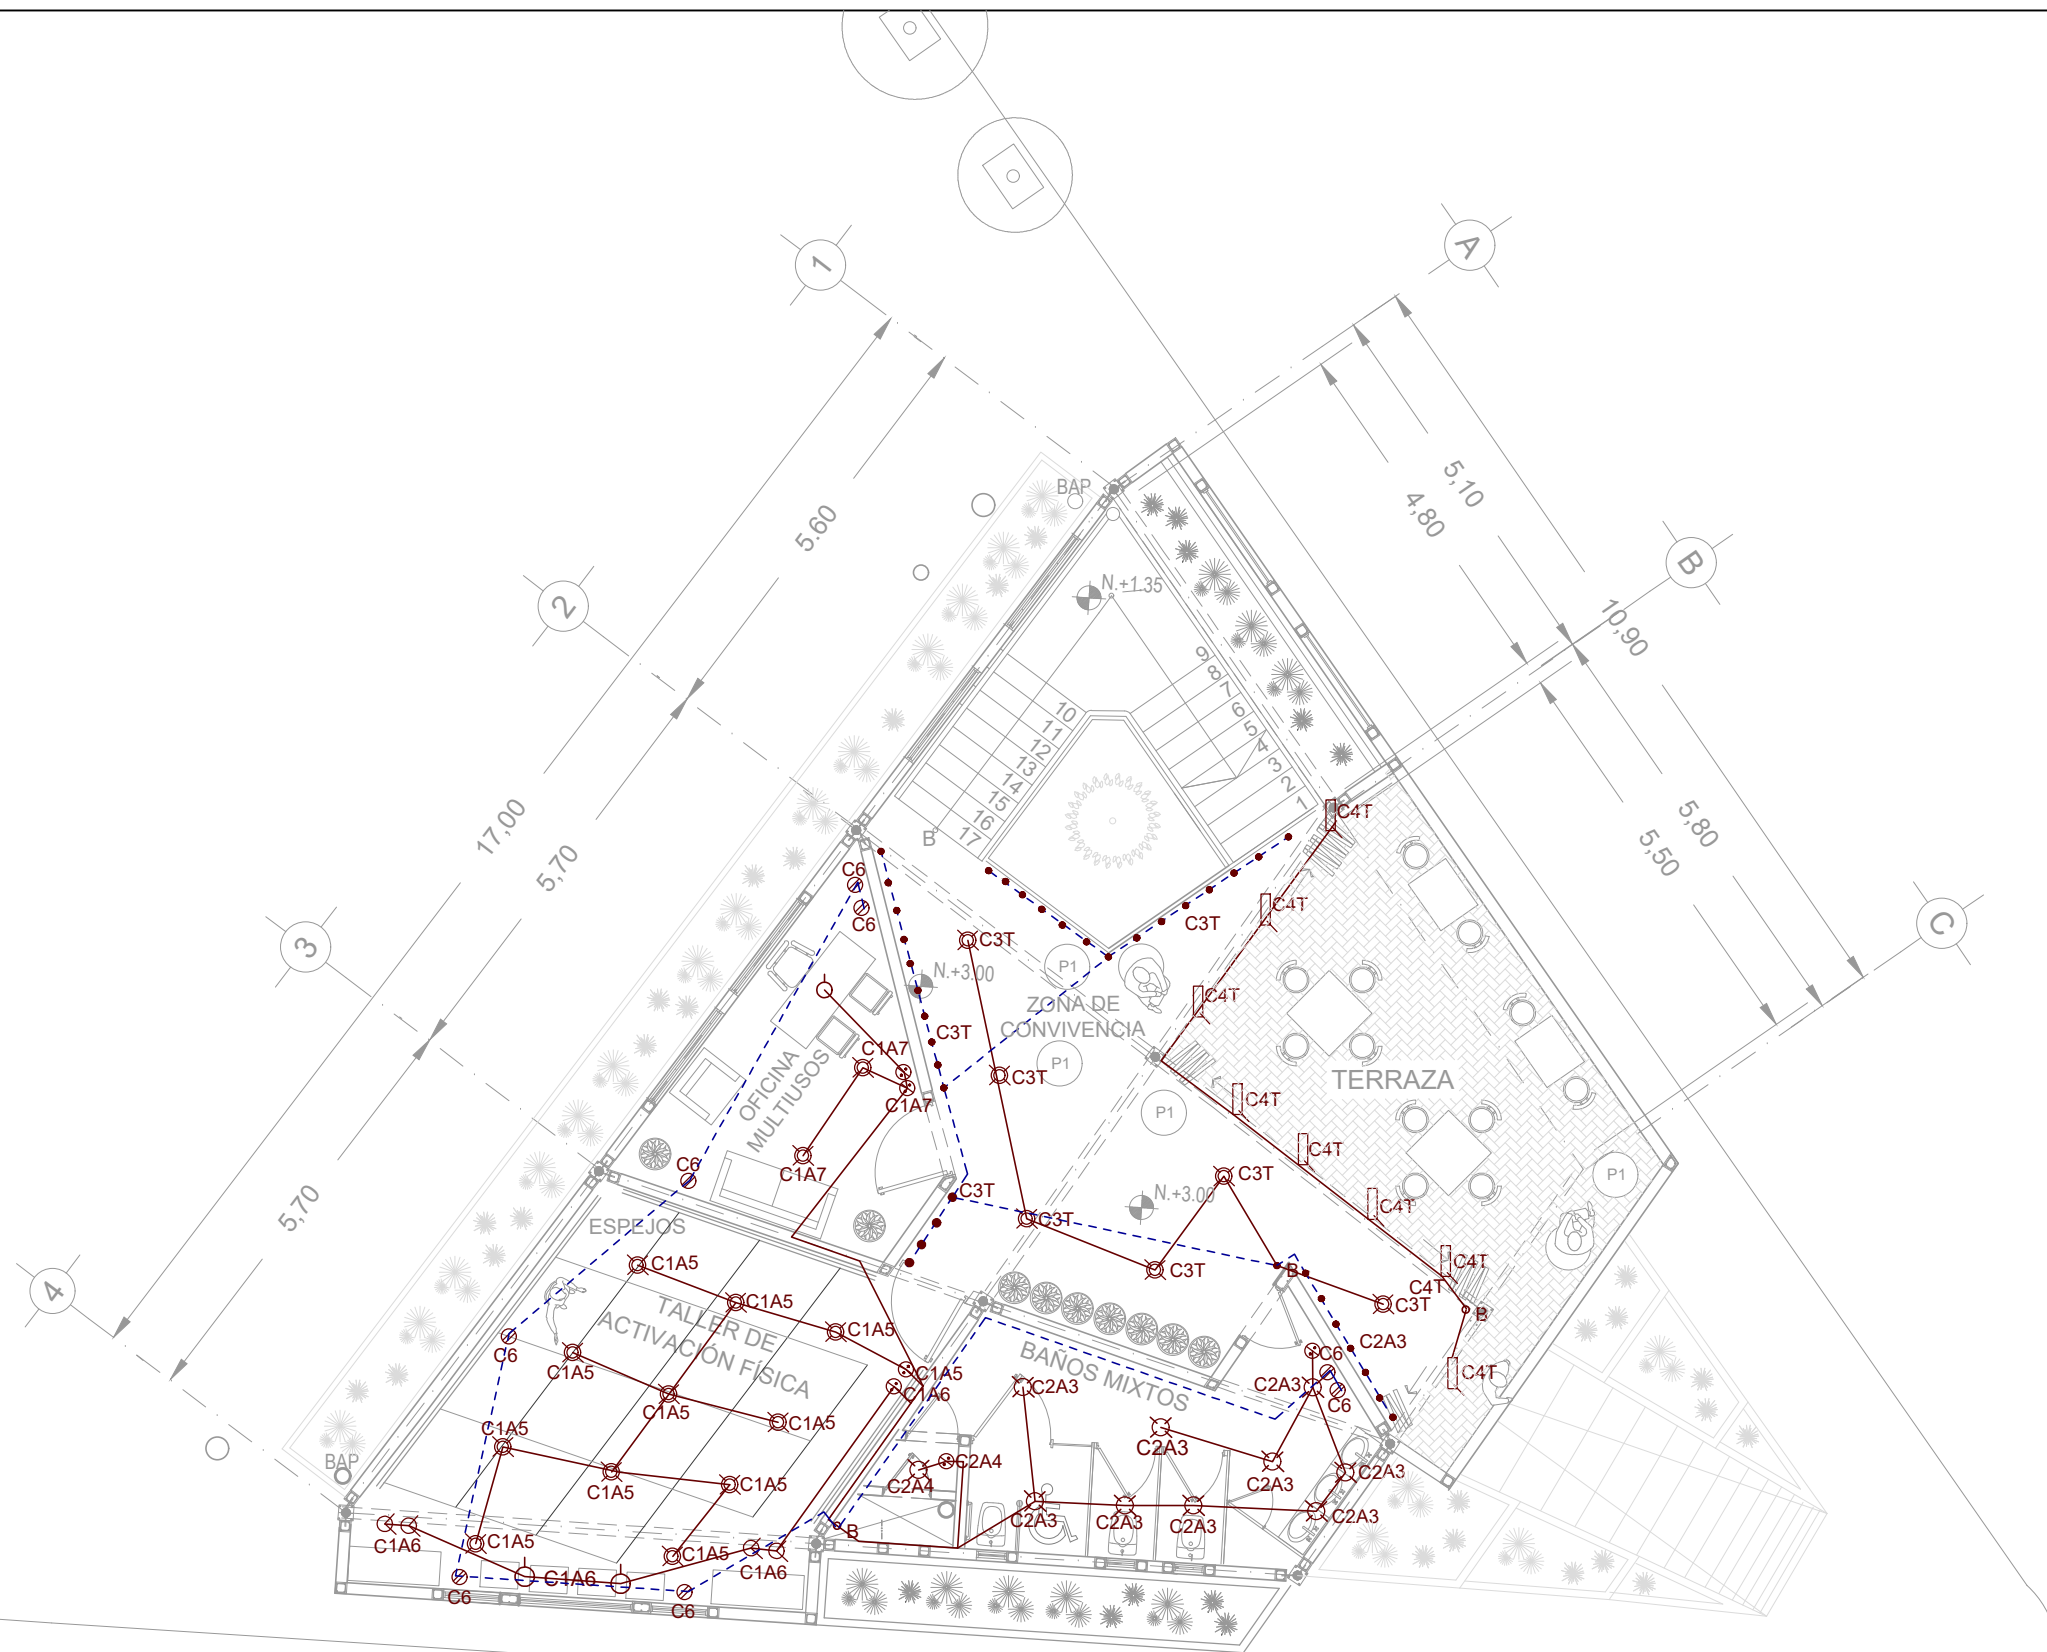 1
A
BAP
5,10
4,80
5.60
N.+1.35
2
B
10,90
9
8
7
6
5
4
3
2
1
10
11
12
13
14
15
16
17
B
C4T
17,00
5,70
5,80
5,50
C6
C6
C4T
C3T
C3T
P1
3
C
N.+3.00
C4T
ZONA DE
CONVIVENCIA
C3T
C1A7
C3T
P1
TERRAZA
OFICINA
MULTIUSOS
C1A7
C4T
P1
C4T
C1A7
C6
C3T
C3T
P1
5,70
N.+3.00
C4T
C3T
ESPEJOS
C1A5
C3T
B
C4T
C4T
4
C1A5
C3T
B
TALLER DE
ACTIVACIÓN FÍSICA
C1A5
C2A3
C6
C1A5
C6
BAÑOS MIXTOS
C1A5
C4T
C1A6
C2A3
C2A3
C6
C1A5
C1A5
C1A5
C2A3
C2A3
BAP
C2A4
C2A4
C2A3
C1A5
C1A5
C2A3
C2A3
C2A3
C2A3
C1A6
C1A5
B
C1A5
C1A6
C1A6
C6
C6